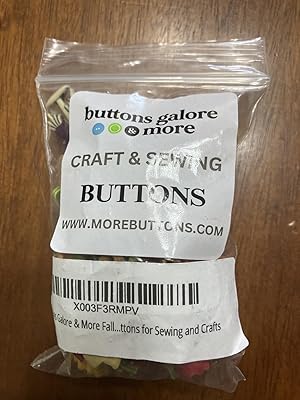 buttons galore
& more
CRAFT & SEWING
BUTTONS
WWW.MOREBUTTONS.COM
X003F3RMPV
Galore & More Fall...ttons for Sewing and Crafts